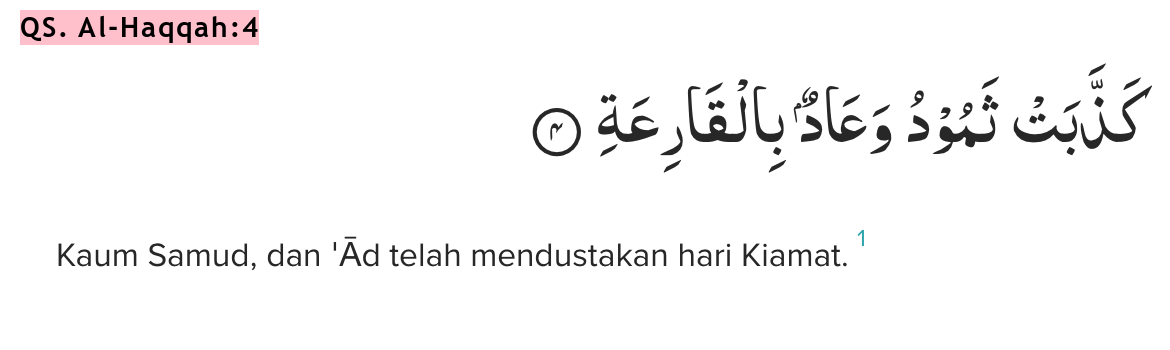 QS. Al-Haqqah:4
كَذَّبَتْ ثَمُوْدُ وَعَادٌ ۢبِالْقَارِعَةِ ٤
Kaum Samud, dan 'Ād telah mendustakan hari Kiamat. 1